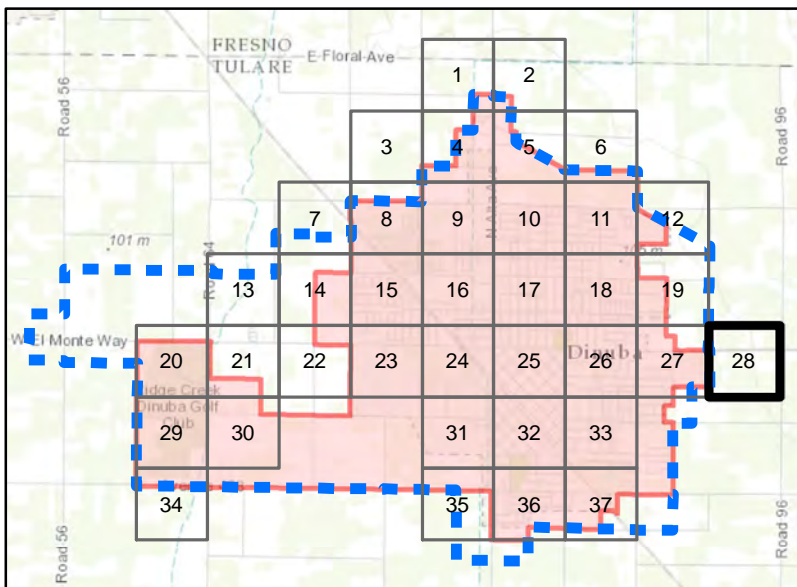 FRESNO
TULARE
E-Floral-Ave
Road 56
Road 96
1 2
3 4 5 6
7 8 9 10 11 12
N Alta Ave
101 m
13 14 15 16 17 18 19
W El Monte Way
20 21 22 23 24 25 26 27 28
Dinuba
Ridge Creek
Dinuba Golf
Club
29 30 31 32 33
34 35 36 37
Road 56
Road 96